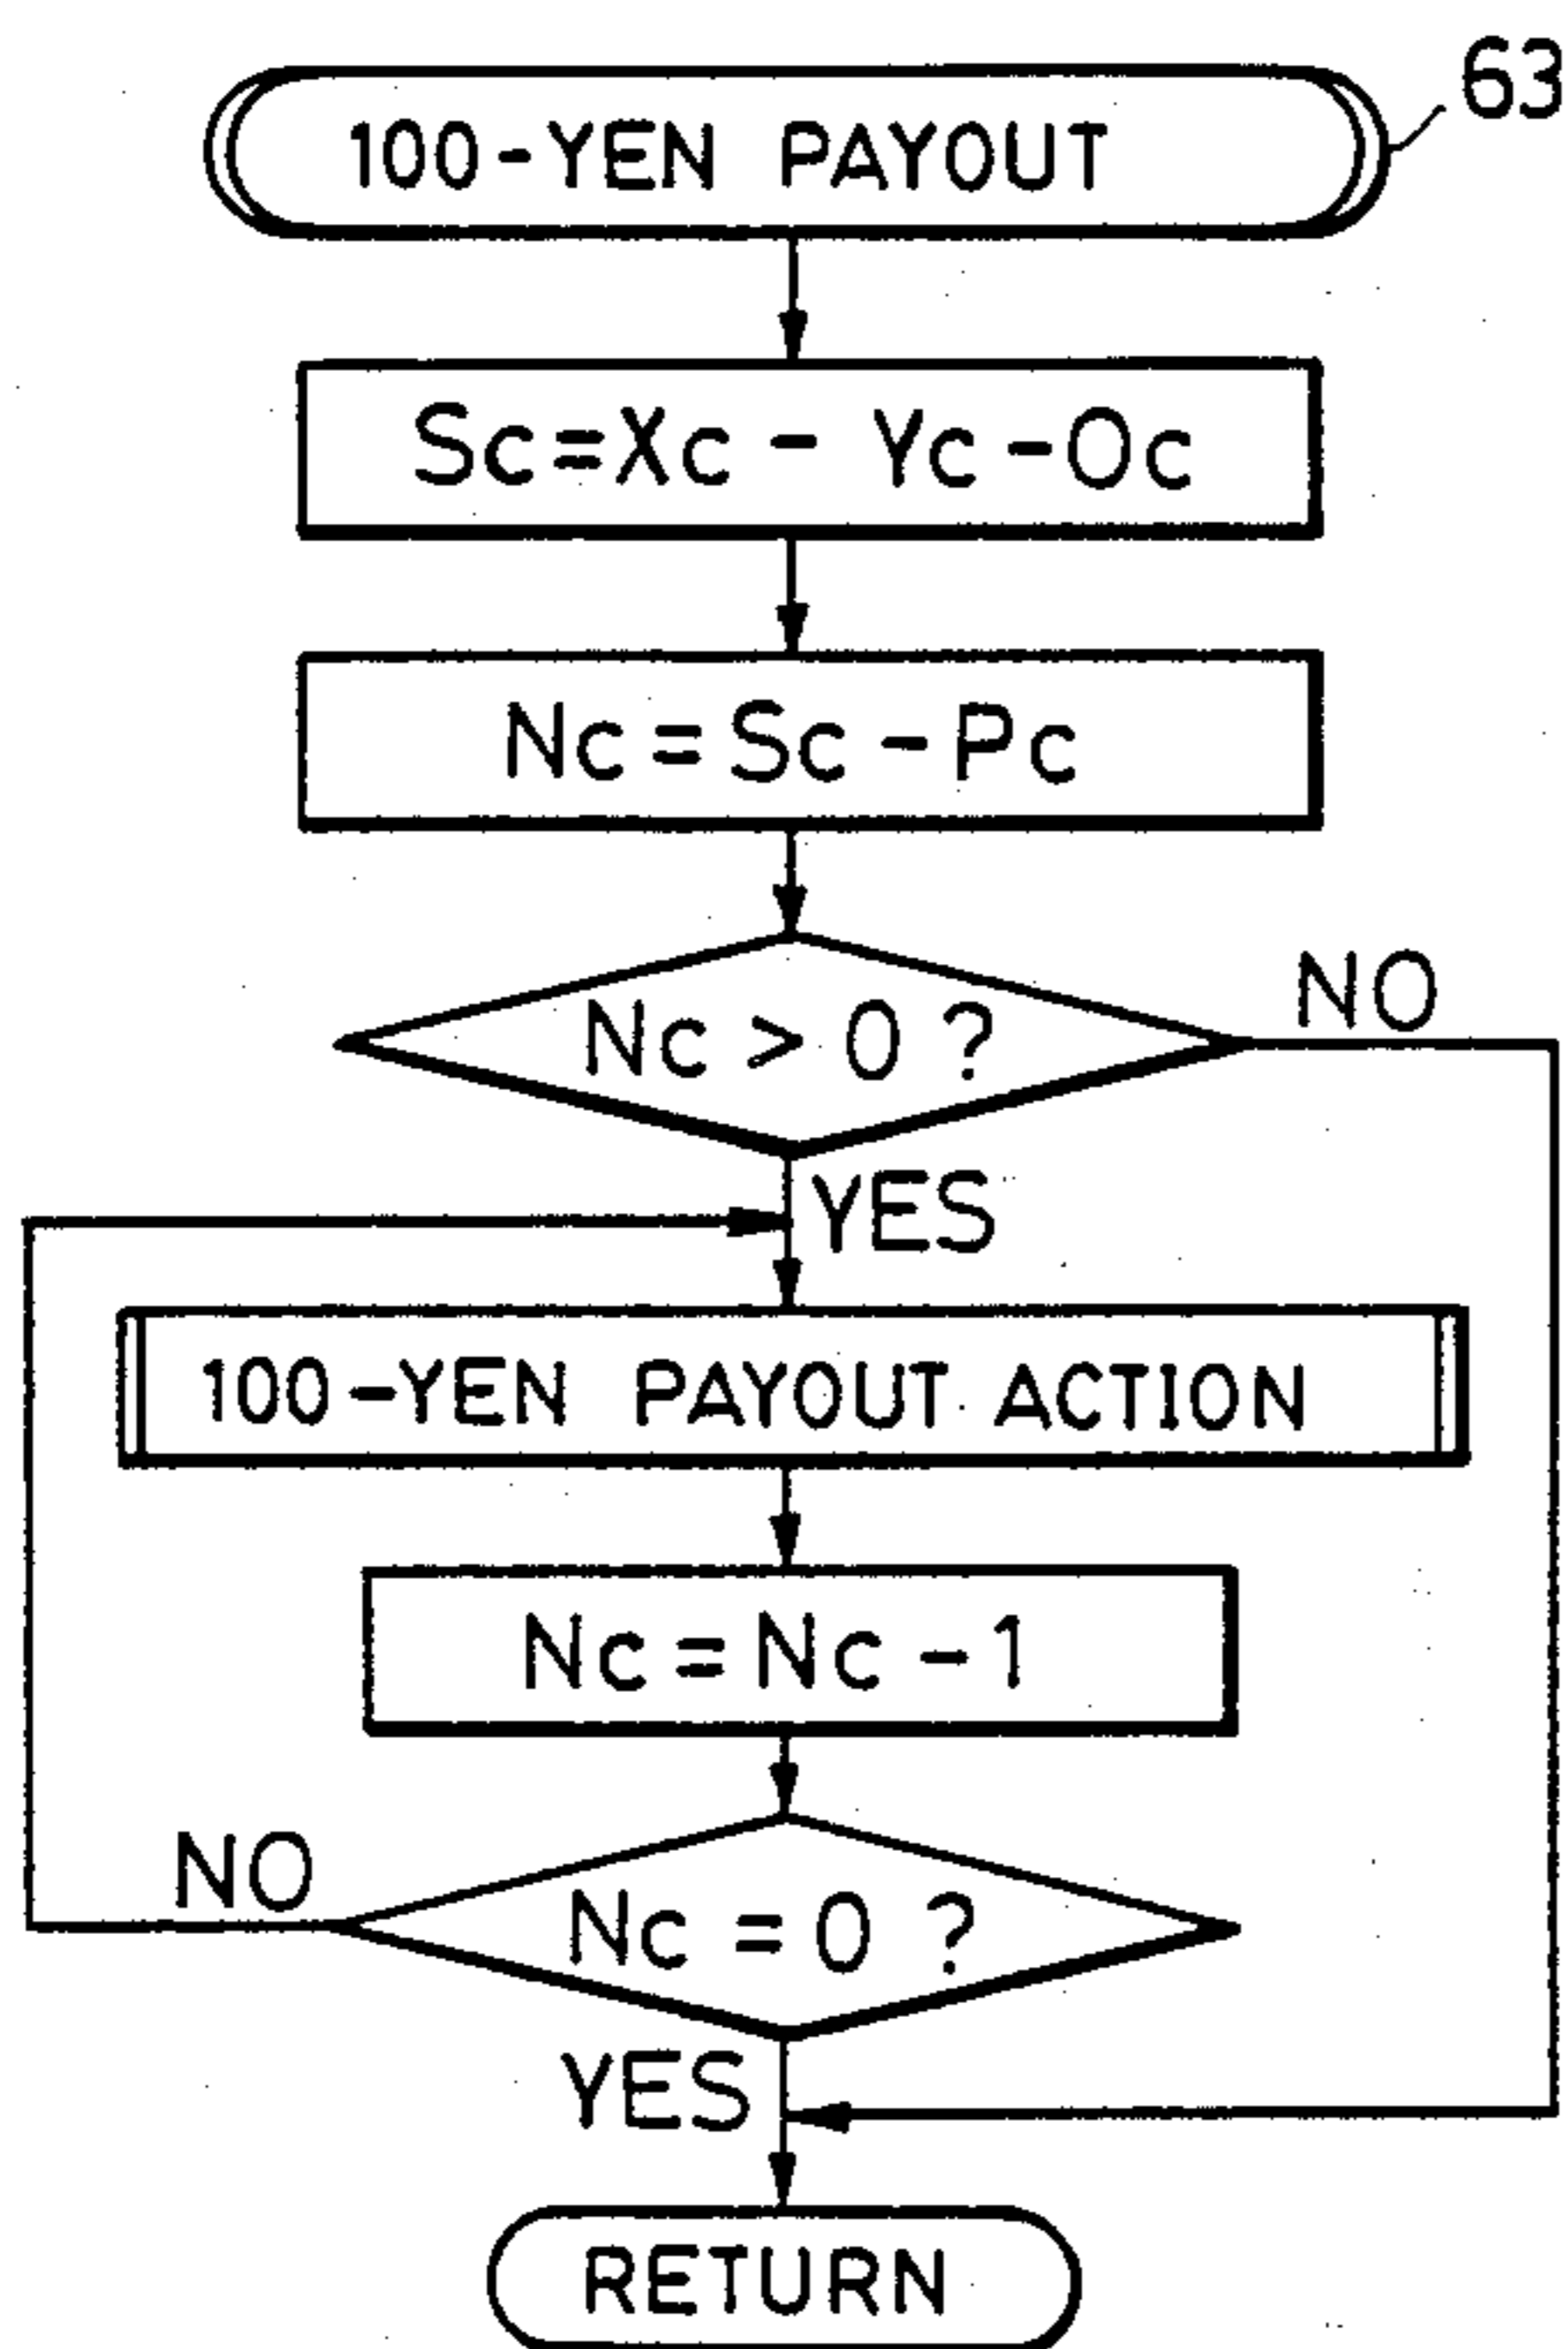 63
100-YEN PAYOUT
Sc=Xc - Yc -Oc
Nc = Sc - Pc
Nc > 0 ?
NO
YES
100-YEN PAYOUT ACTION
Nc = Nc - 1
NO
Nc = 0 ?
YES
RETURN